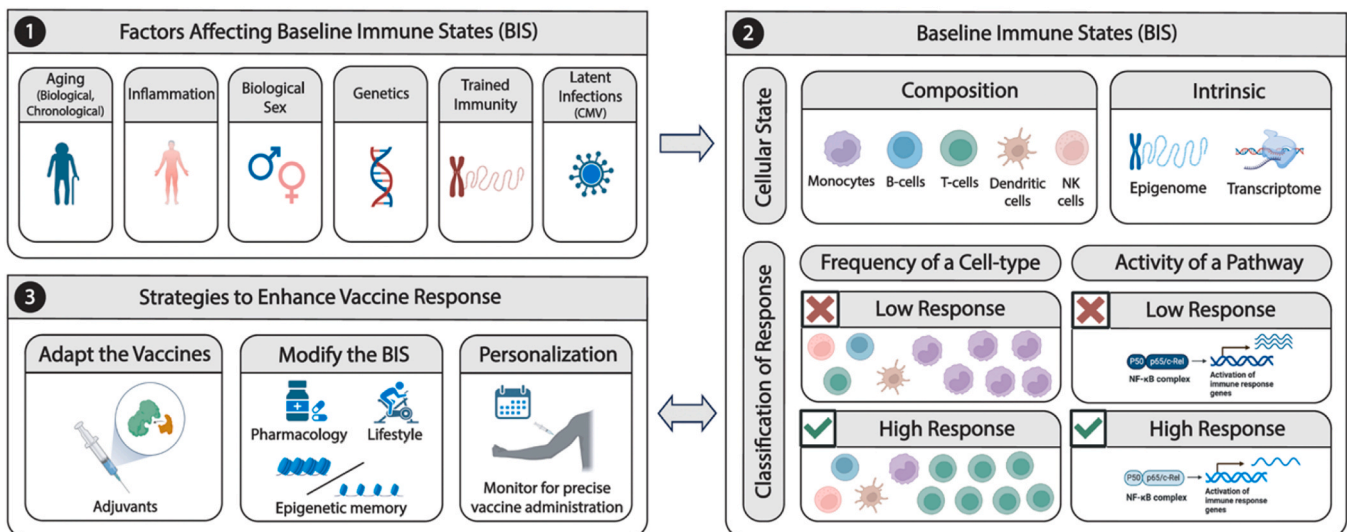 1
Factors Affecting Baseline Immune States (BIS)
Aging
(Biological,
Chronological)
Inflammation
Biological
Sex
Genetics
Trained
Immunity
Latent
Infections
(CMV)
2
Baseline Immune States (BIS)
Cellular State
Composition
Monocytes
B-cells
T-cells
Dendritic
cells
NK
cells
Intrinsic
Epigenome
Transcriptome
Classification of Response
Frequency of a Cell-type
Low Response
High Response
Activity of a Pathway
Low Response
P50 p65/c-Rel
NF-κB complex
Activation of
immune response
genes
High Response
P50 p65/c-Rel
NF-κB complex
Activation of
immune response
genes
3
Strategies to Enhance Vaccine Response
Adapt the Vaccines
Adjuvants
Modify the BIS
Pharmacology
Lifestyle
Epigenetic memory
Personalization
Monitor for precise
vaccine administration